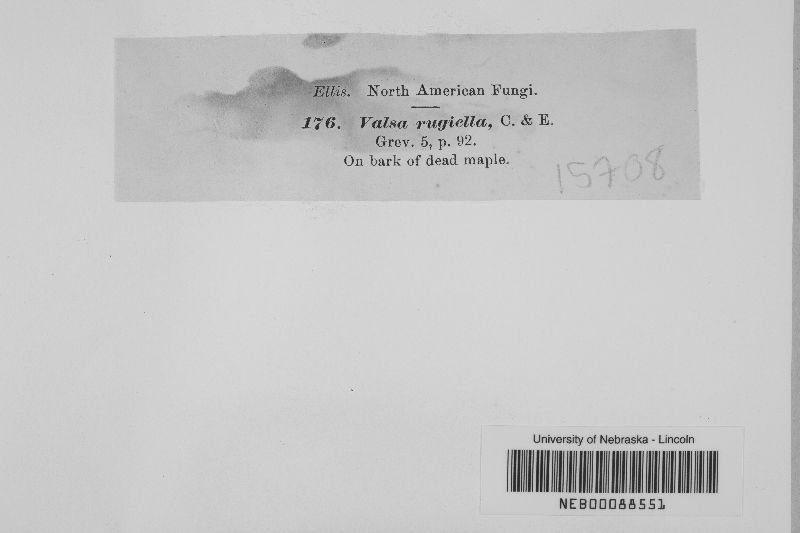 Ellis. North American Fungi.
176. Valsa rugiella, C. & E.
Grev. 5, p. 92.
On bark of dead maple.
15708
University of Nebraska - Lincoln
NEB00088551